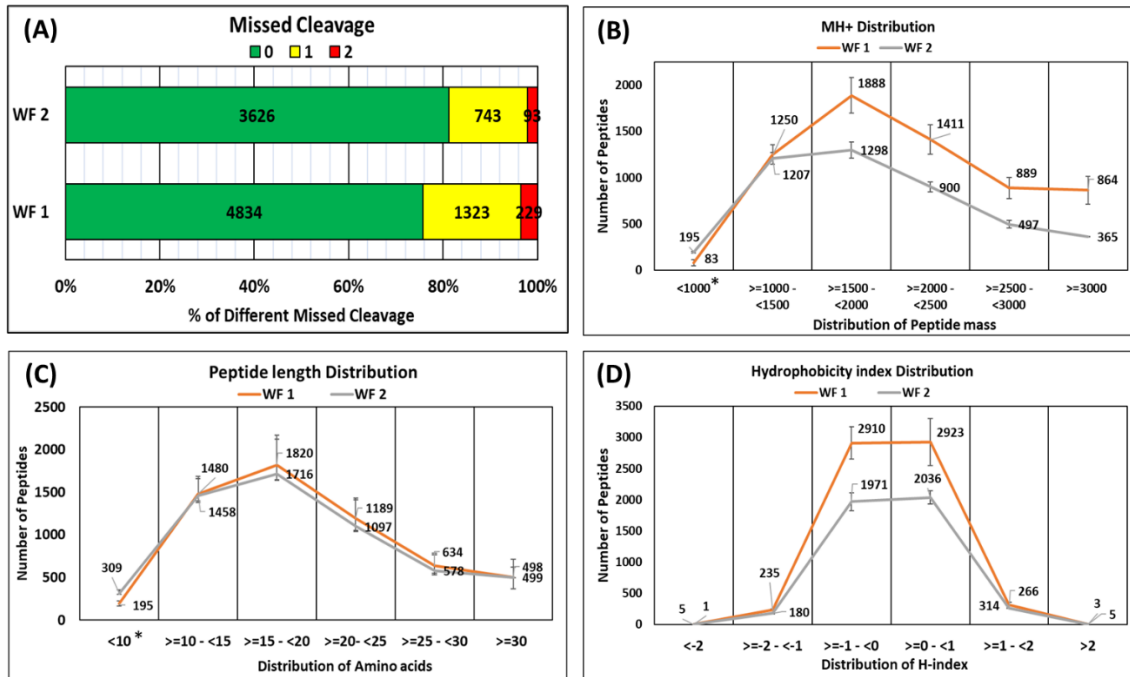 (A)
Missed Cleavage
0 1 2
WF 2
3626 743 93
WF 1
4834 1323 229
0% 20% 40% 60% 80% 100%
% of Different Missed Cleavage
(B)
MH+ Distribution
WF 1 WF 2
Number of Peptides
2000
1500
1000
500
0
1888
1250
1411
1298
1207
900
889
864
497
365
195
83
<1000*
>=1000 - <1500
>=1500 - <2000
>=2000 - <2500
>=2500 - <3000
>=3000
Distribution of Peptide mass
(C)
Peptide length Distribution
WF 1 WF 2
Number of Peptides
2500
2000
1500
1000
500
0
1480
1820
1716
1458
1189
1097
634
578
498
499
309
195
<10*
>=10 - <15
>=15 - <20
>=20- <25
>=25 - <30
>=30
Distribution of Amino acids
(D)
Hydrophobicity index Distribution
WF 1 WF 2
Number of Peptides
3500
3000
2500
2000
1500
1000
500
0
2910
2923
1971
2036
235
180
266
314
5
1
3
5
<-2
>=-2 - <-1
>=-1 - <0
>=0 - <1
>=1 - <2
>2
Distribution of H-index